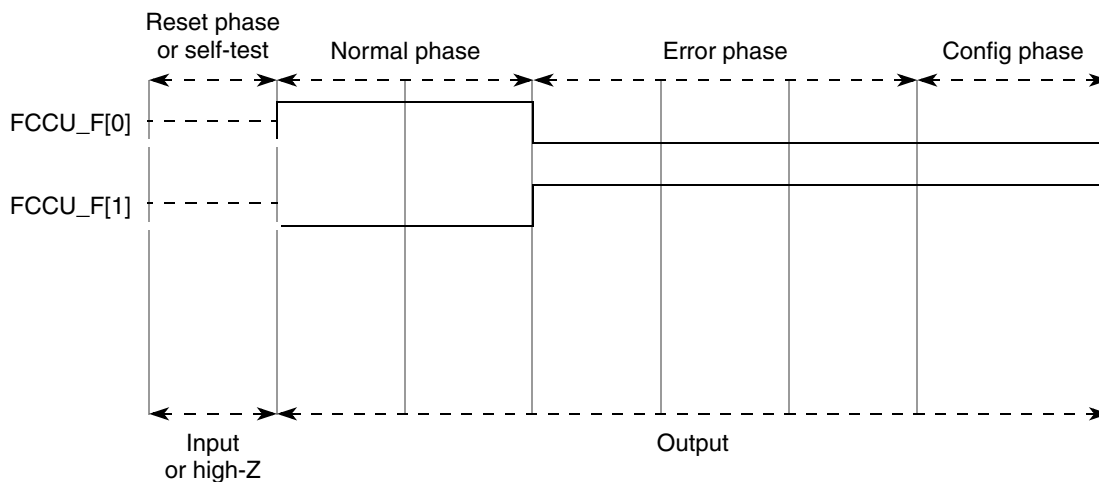 Reset phase
or self-test
Normal phase
Error phase
Config phase
FCCU_F[0]
FCCU_F[1]
Input
or high-Z
Output